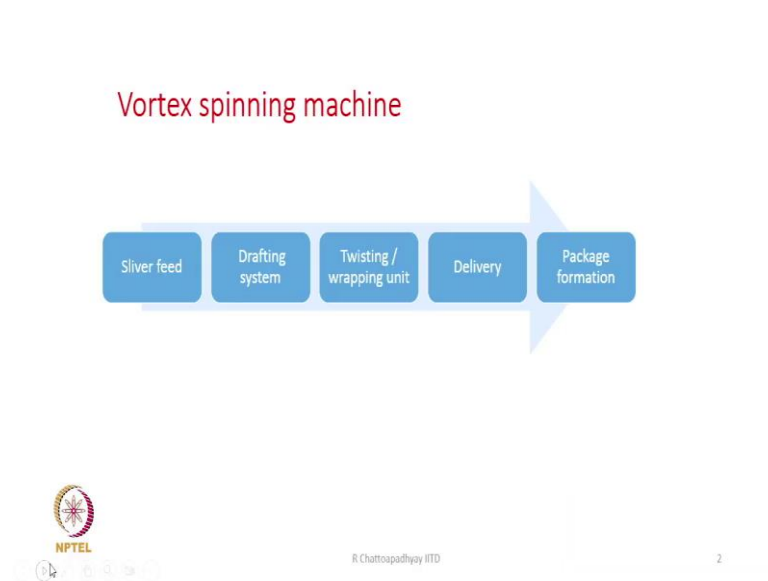 Vortex spinning machine
Sliver feed
Drafting
system
Twisting /
wrapping unit
Delivery
Package
formation
NPTEL
R Chattoapadhyay IITD
2